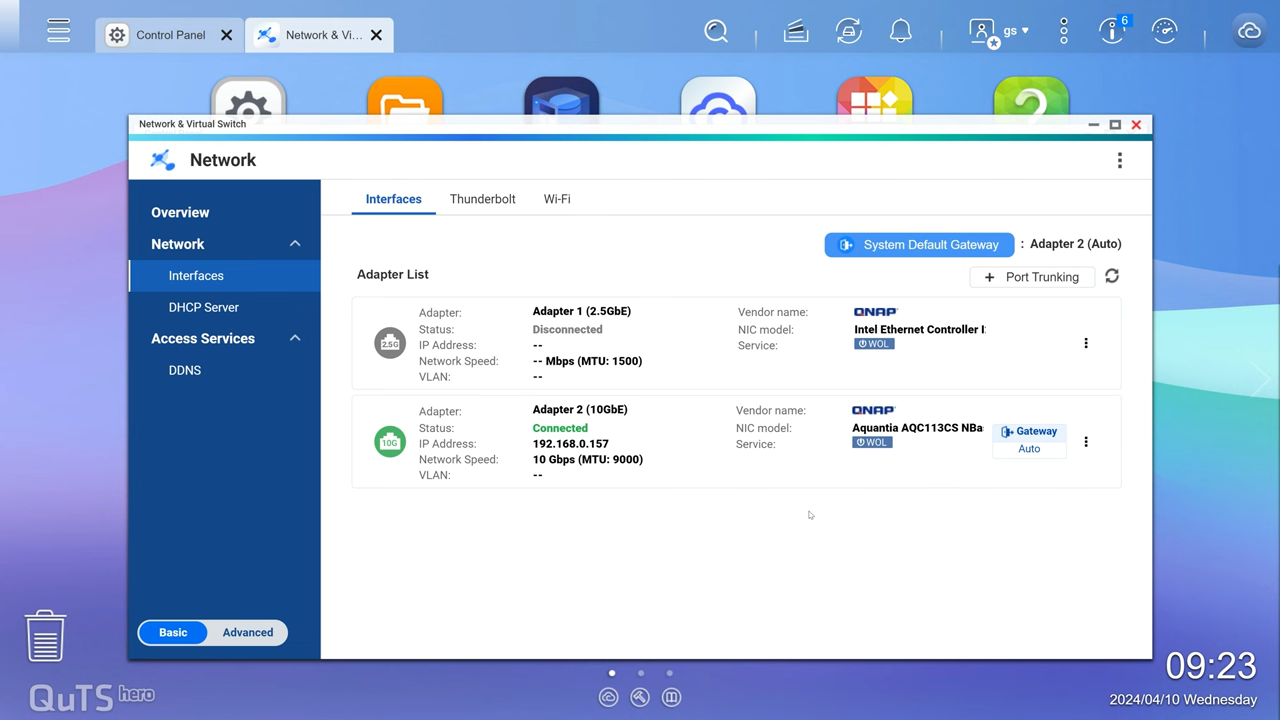 Control Panel
Network & Vi...
gs
6
Network & Virtual Switch
Network
Overview
Network
Interfaces
DHCP Server
Access Services
DDNS
Basic
Advanced
Interfaces
Thunderbolt
Wi-Fi
System Default Gateway : Adapter 2 (Auto)
Adapter List
+ Port Trunking
2.5G
Adapter: Adapter 1 (2.5GbE)
Status: Disconnected
IP Address: --
Network Speed: -- Mbps (MTU: 1500)
VLAN: --
Vendor name: QNAP
NIC model: Intel Ethernet Controller I
Service: WOL
10G
Adapter: Adapter 2 (10GbE)
Status: Connected
IP Address: 192.168.0.157
Network Speed: 10 Gbps (MTU: 9000)
VLAN: --
Vendor name: QNAP
NIC model: Aquantia AQC113CS NBa
Service: WOL
Gateway
Auto
QuTS hero
09:23
2024/04/10 Wednesday